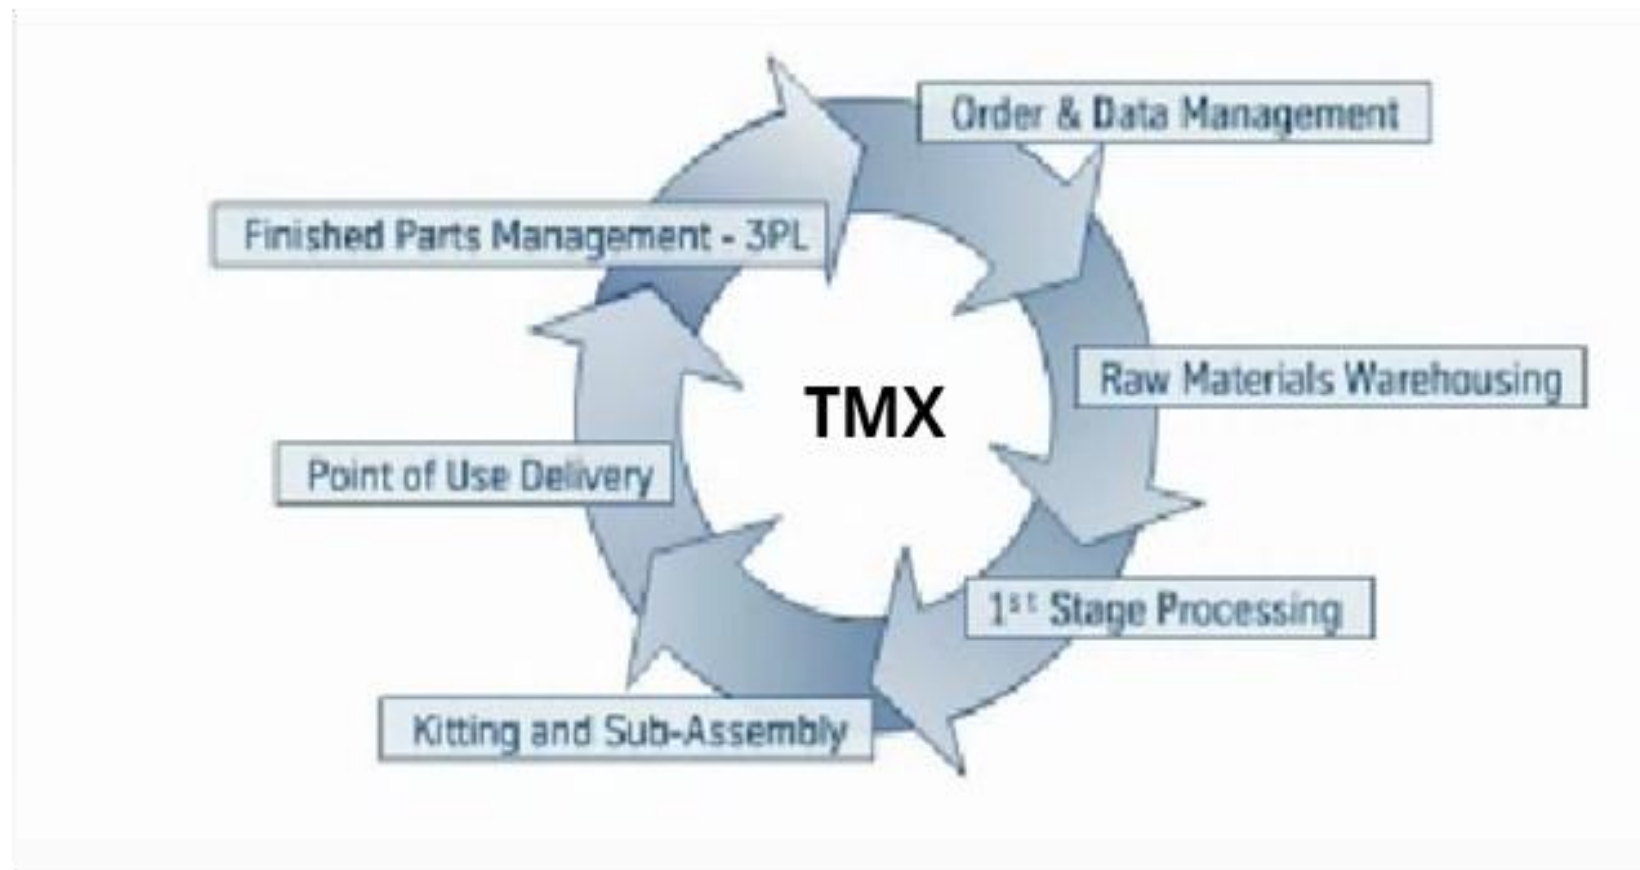 Order & Data Management
Finished Parts Management - 3PL
Raw Materials Warehousing
TMX
Point of Use Delivery
1st Stage Processing
Kitting and Sub-Assembly